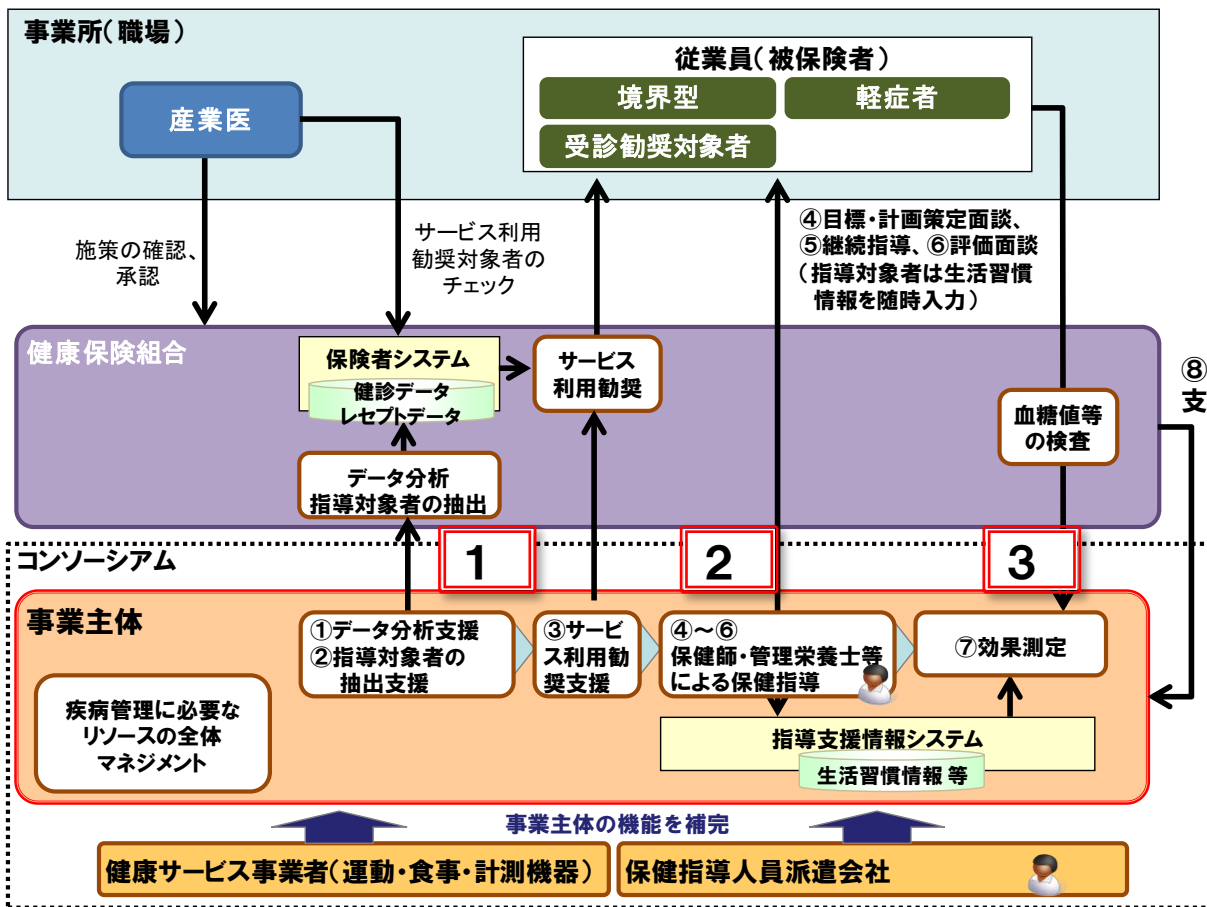 事業所(職場)
従業員(被保険者)
境界型
軽症者
受診勧奨対象者
産業医
施策の確認、
承認
サービス利用
勧奨対象者の
チェック
④目標・計画策定面談、
⑤継続指導、⑥評価面談
(指導対象者は生活習慣
情報を随時入力)
健康保険組合
保険者システム
健診データ
レセプトデータ
サービス
利用勧奨
データ分析
指導対象者の抽出
血糖値等
の検査
⑧
支
コンソーシアム
1
2
3
事業主体
①データ分析支援
②指導対象者の
抽出支援
③サービ
ス利用勧
奨支援
④~⑥
保健師・管理栄養士等
による保健指導
⑦効果測定
疾病管理に必要な
リソースの全体
マネジメント
指導支援情報システム
生活習慣情報 等
事業主体の機能を補完
健康サービス事業者(運動・食事・計測機器)
保健指導人員派遣会社